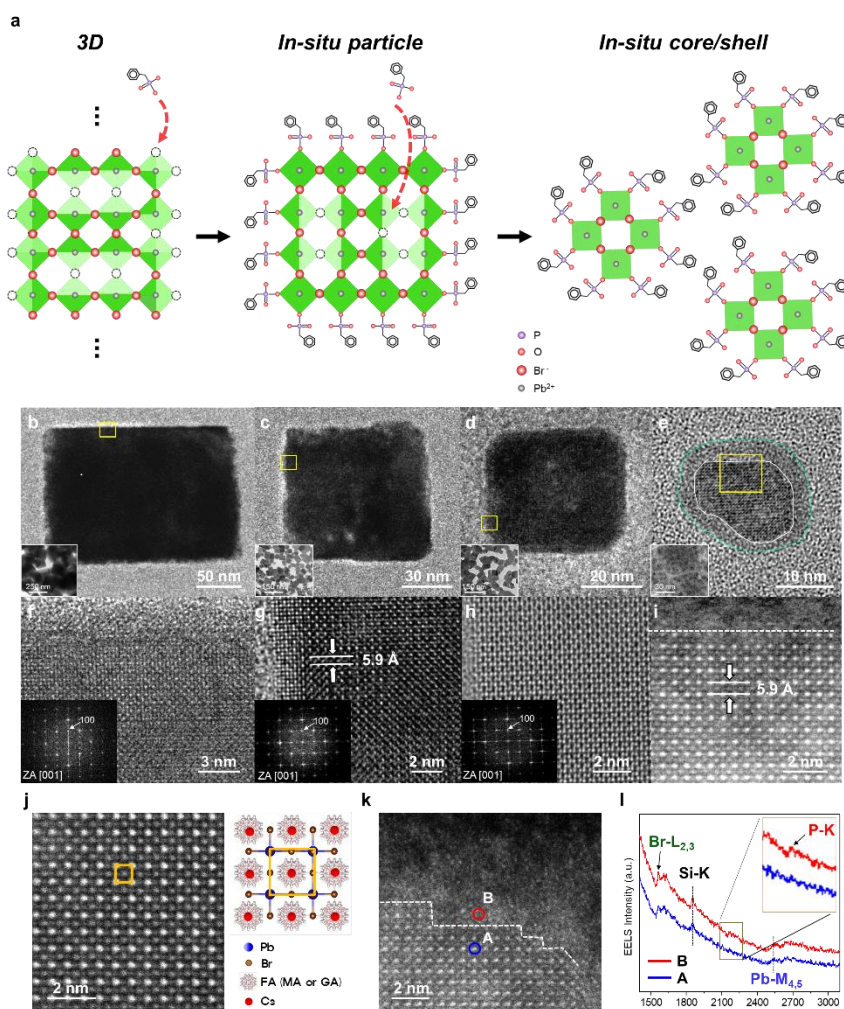 a
3D
In-situ particle
In-situ core/shell
P
O
Br -
Pb2+
b
50 nm
250 nm
c
30 nm
d
20 nm
e
10 nm
f
100
ZA [001]
3 nm
g
5.9 Å
100
ZA [001]
2 nm
h
100
ZA [001]
2 nm
i
5.9 Å
2 nm
j
2 nm
Pb
Br
FA (MA or GA)
Cs
k
B
A
2 nm
l
EELS Intensity (a.u.)
Br-L2,3
Si-K
P-K
B
A
Pb-M4,5
1500 2100 2700 3000